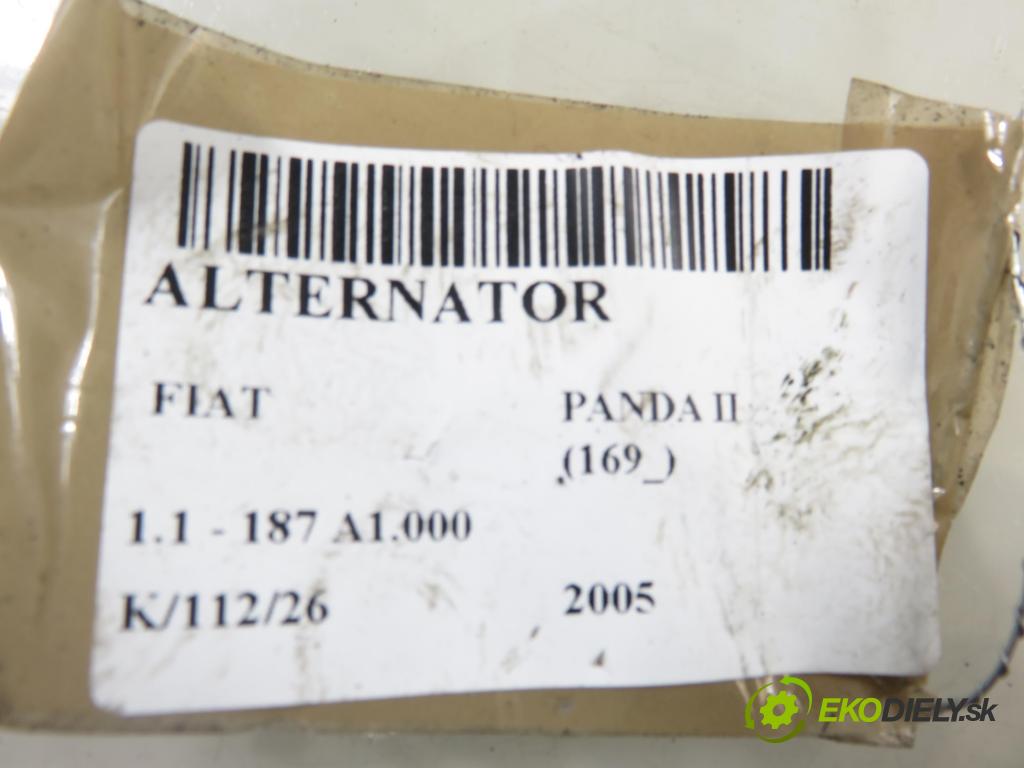 ALTERNATOR
FIAT
PANDA II
(169_)
1.1 - 187 A1.000
K/112/26
2005
EKODIELY.sk